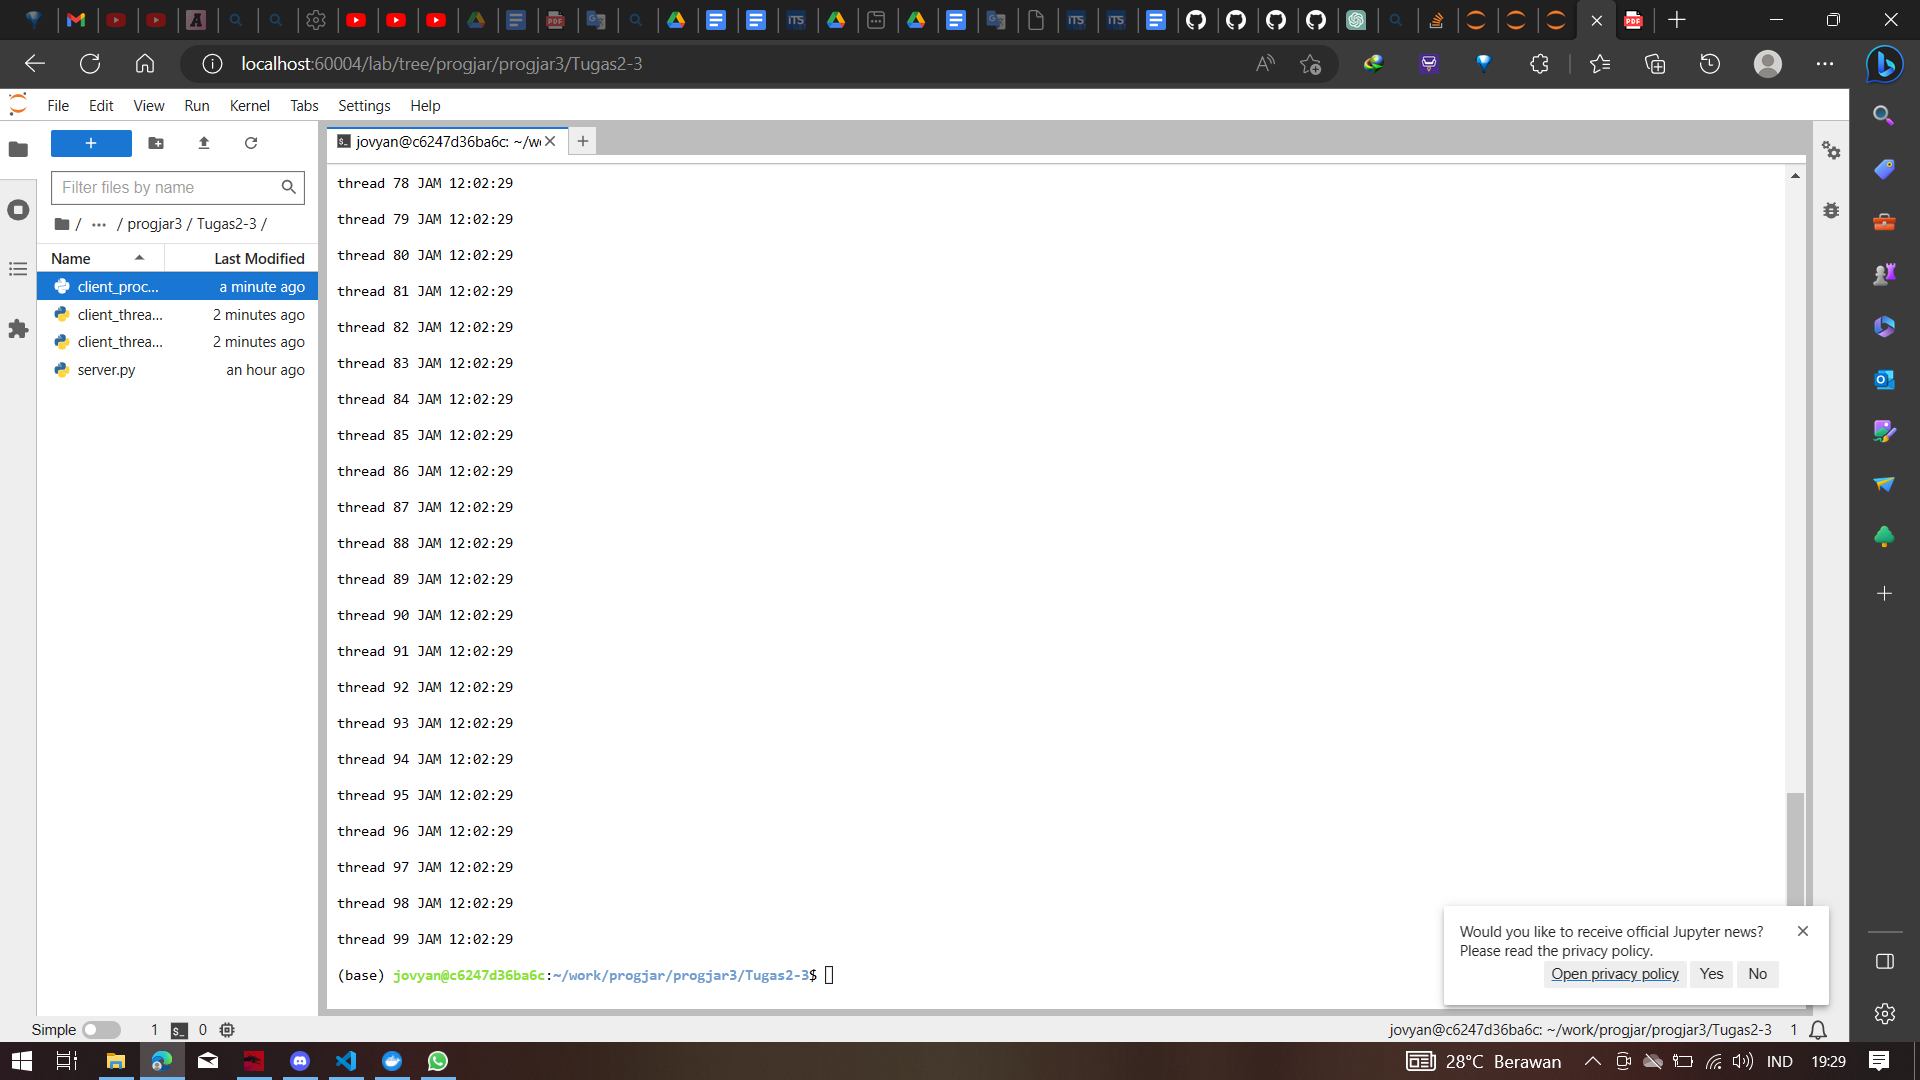 localhost:60004/lab/tree/progjar/progjar3/Tugas2-3
File Edit View Run Kernel Tabs Settings Help
jovyan@c6247d36ba6c: ~/w
Filter files by name
/ ··· / progjar3 / Tugas2-3 /
Name Last Modified
client_proc... a minute ago
client_threa... 2 minutes ago
client_threa... 2 minutes ago
server.py an hour ago
thread 78 JAM 12:02:29
thread 79 JAM 12:02:29
thread 80 JAM 12:02:29
thread 81 JAM 12:02:29
thread 82 JAM 12:02:29
thread 83 JAM 12:02:29
thread 84 JAM 12:02:29
thread 85 JAM 12:02:29
thread 86 JAM 12:02:29
thread 87 JAM 12:02:29
thread 88 JAM 12:02:29
thread 89 JAM 12:02:29
thread 90 JAM 12:02:29
thread 91 JAM 12:02:29
thread 92 JAM 12:02:29
thread 93 JAM 12:02:29
thread 94 JAM 12:02:29
thread 95 JAM 12:02:29
thread 96 JAM 12:02:29
thread 97 JAM 12:02:29
thread 98 JAM 12:02:29
thread 99 JAM 12:02:29
(base) jovyan@c6247d36ba6c:~/work/progjar/progjar3/Tugas2-3$
Would you like to receive official Jupyter news?
Please read the privacy policy.
Open privacy policy Yes No
Simple 1 0 jovyan@c6247d36ba6c: ~/work/progjar/progjar3/Tugas2-3 1
28°C Berawan IND 19:29